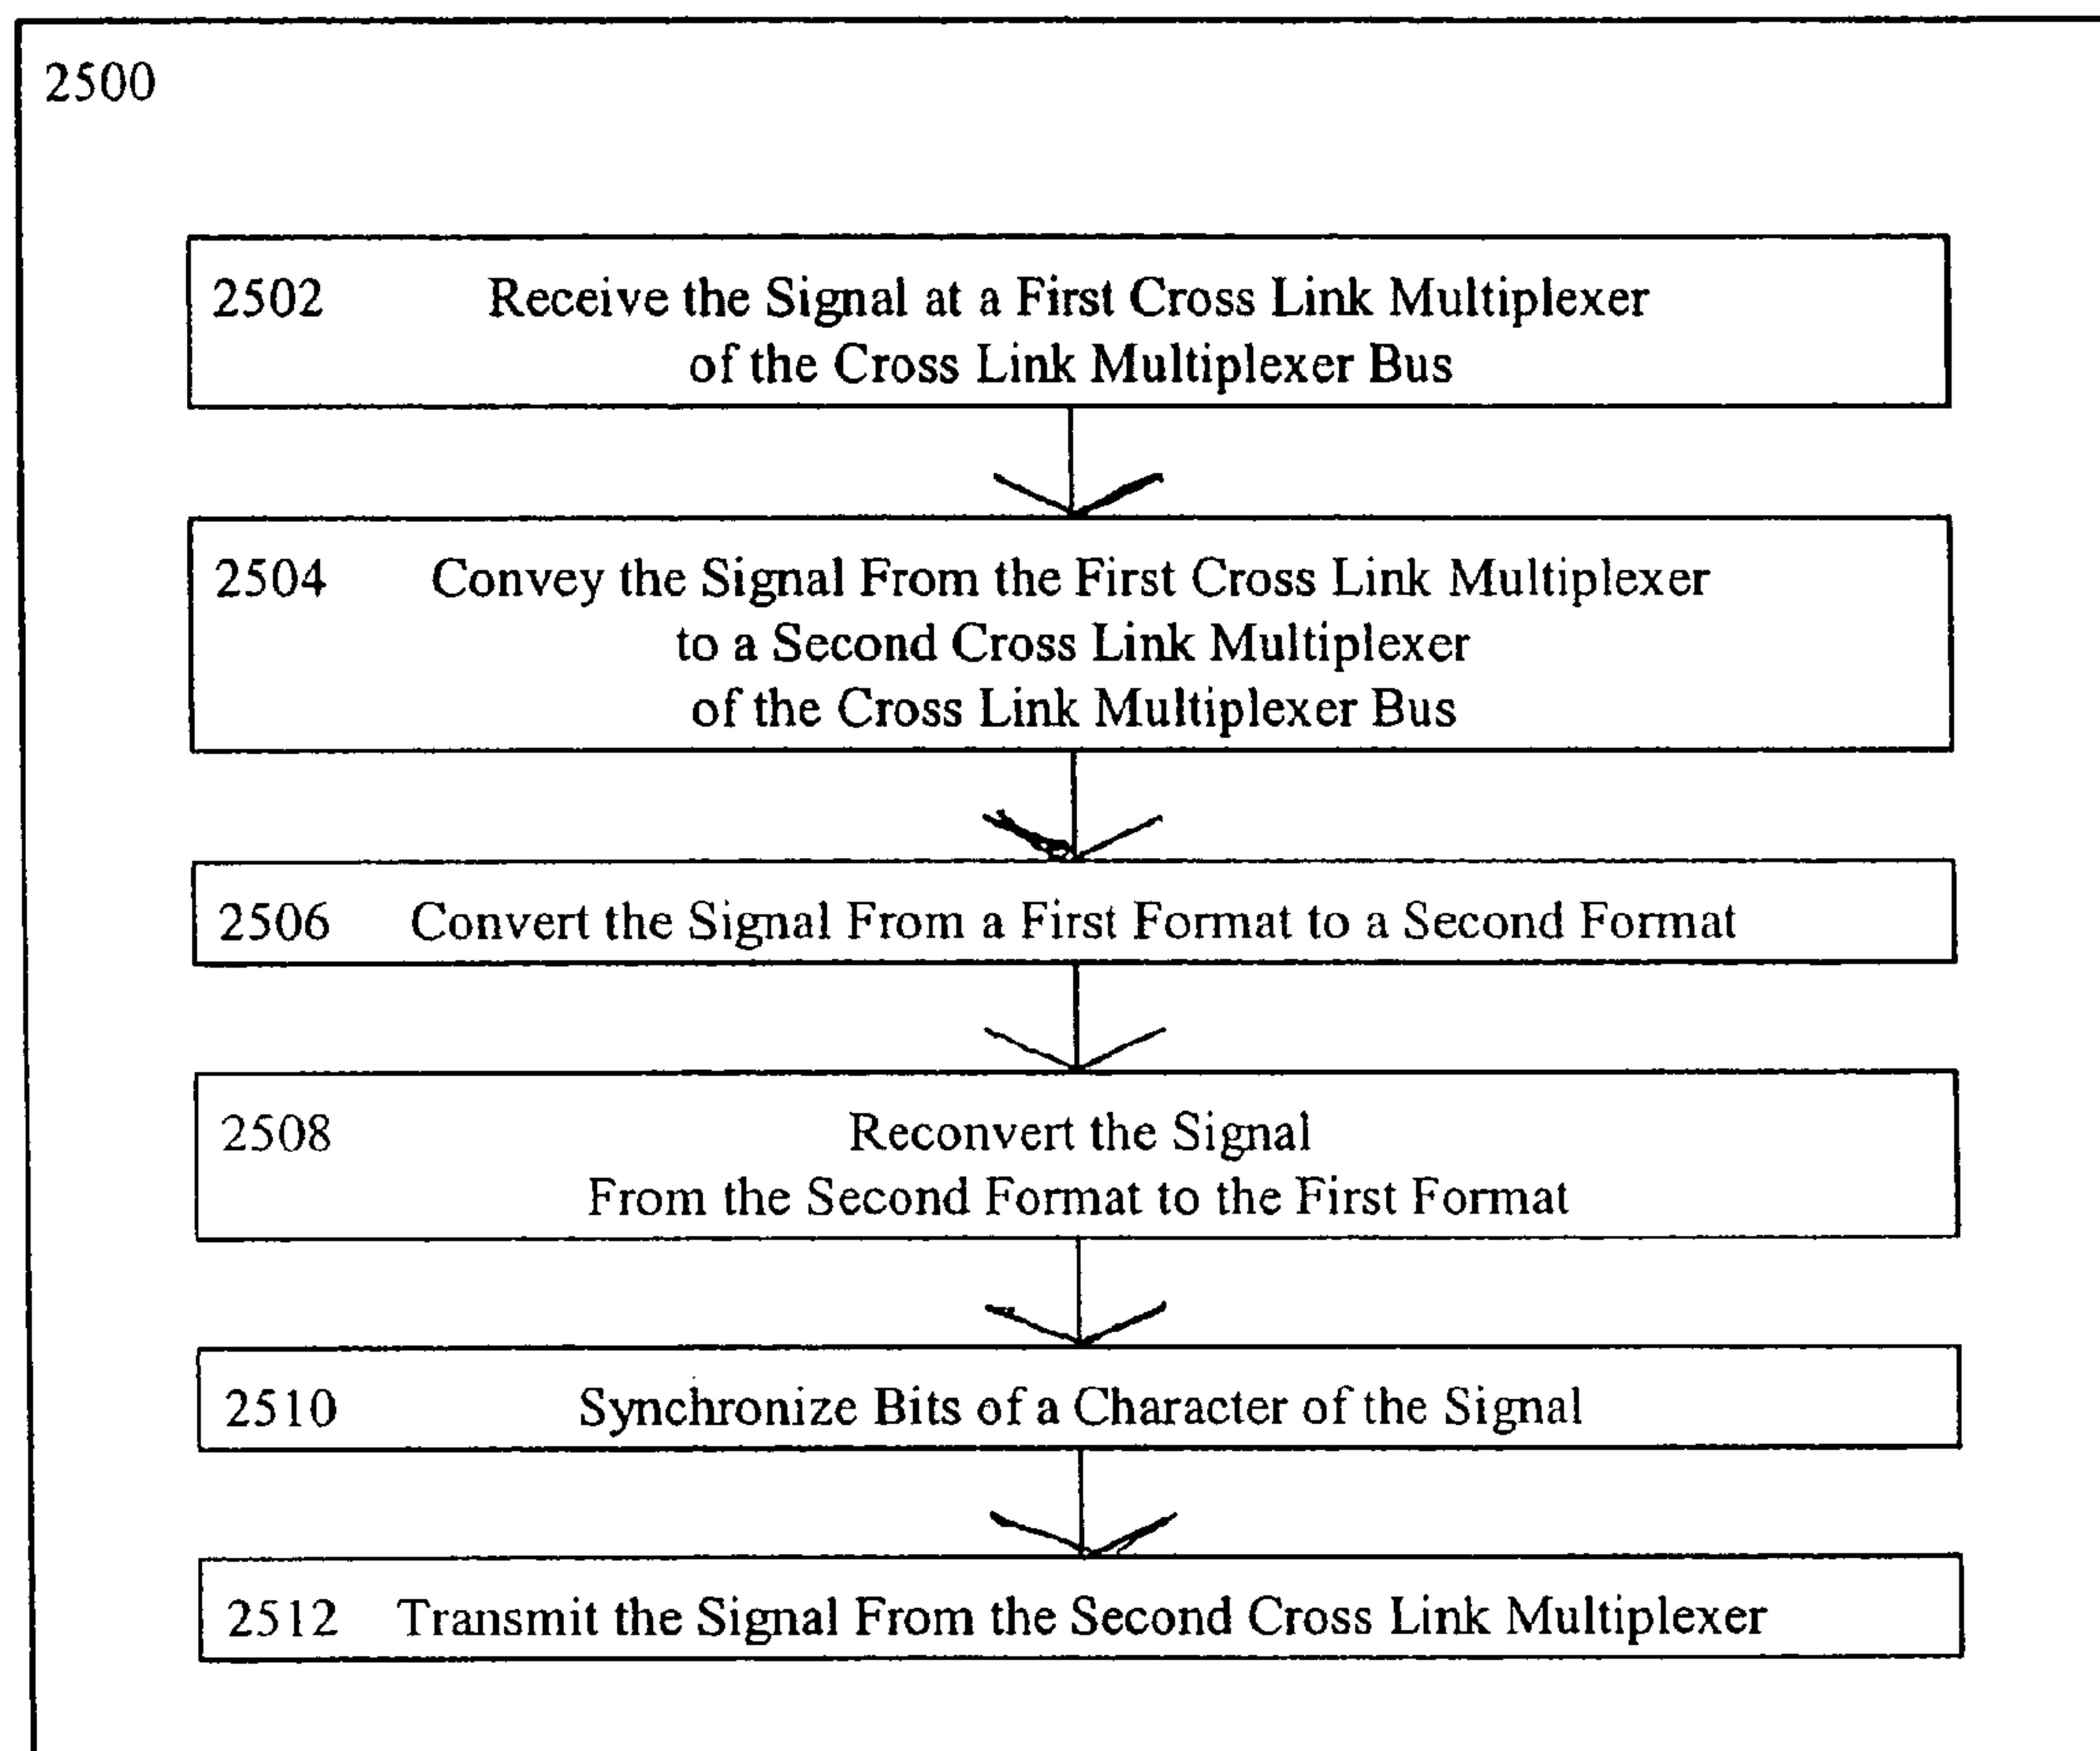 2500
2502 Receive the Signal at a First Cross Link Multiplexer
of the Cross Link Multiplexer Bus
2504 Convey the Signal From the First Cross Link Multiplexer
to a Second Cross Link Multiplexer
of the Cross Link Multiplexer Bus
2506 Convert the Signal From a First Format to a Second Format
2508 Reconvert the Signal
From the Second Format to the First Format
2510 Synchronize Bits of a Character of the Signal
2512 Transmit the Signal From the Second Cross Link Multiplexer